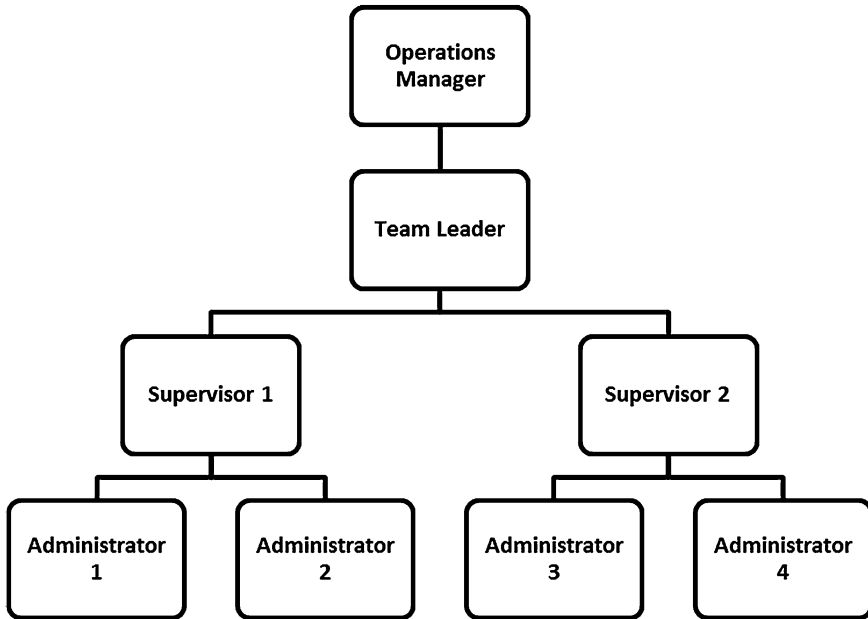 Operations
Manager
Team Leader
Supervisor 1
Supervisor 2
Administrator
1
Administrator
2
Administrator
3
Administrator
4